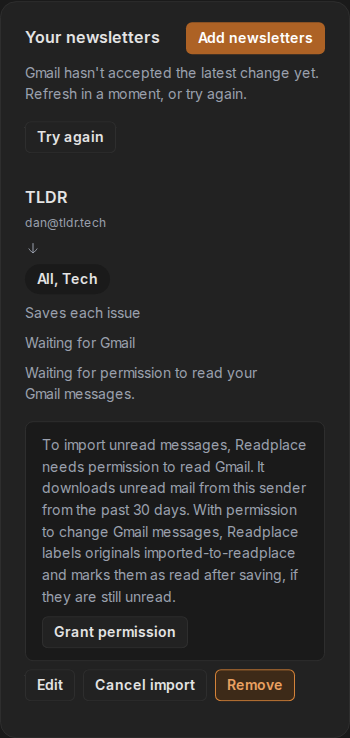 Your newsletters
Add newsletters
Gmail hasn't accepted the latest change yet.
Refresh in a moment, or try again.
Try again
TLDR
dan@tldr.tech
↓
All, Tech
Saves each issue
Waiting for Gmail
Waiting for permission to read your
Gmail messages.
To import unread messages, Readplace
needs permission to read Gmail. It
downloads unread mail from this sender
from the past 30 days. With permission
to change Gmail messages, Readplace
labels originals imported-to-readplace
and marks them as read after saving, if
they are still unread.
Grant permission
Edit
Cancel import
Remove